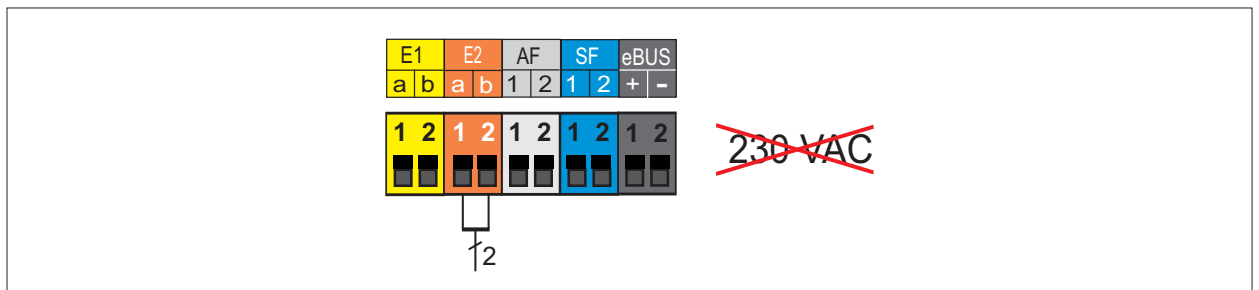 E1 E2 AF SF eBUS
a b a b 1 2 1 2 + -
1 2 1 2 1 2 1 2 1 2
230 VAC
2